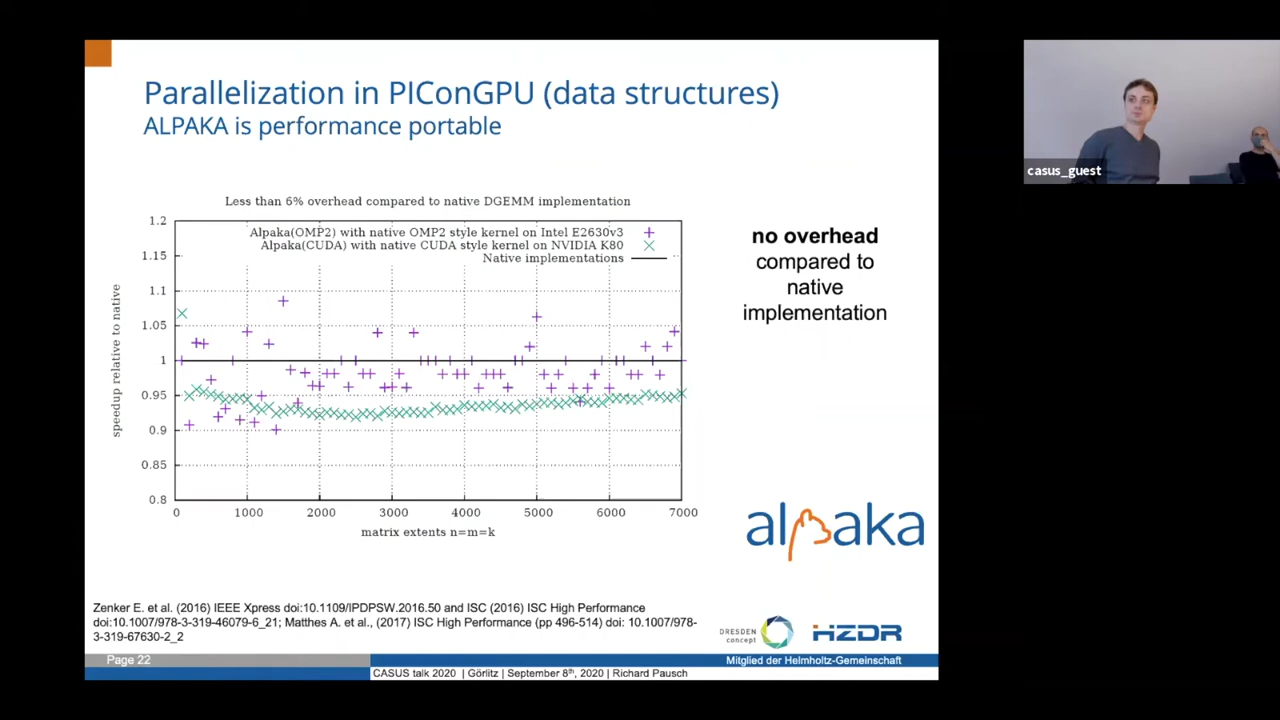 Parallelization in PIConGPU (data structures)
ALPAKA is performance portable
casus_guest
Less than 6% overhead compared to native DGEMM implementation
Alpaka(OMP2) with native OMP2 style kernel on Intel E2630v3
Alpaka(CUDA) with native CUDA style kernel on NVIDIA K80
Native implementations
1.2
1.15
1.1
1.05
1
0.95
0.9
0.85
0.8
speedup relative to native
0 1000 2000 3000 4000 5000 6000 7000
matrix extents n=m=k
no overhead
compared to
native
implementation
alpaka
Zenker E. et al. (2016) IEEE Xpress doi:10.1109/IPDPSW.2016.50 and ISC (2016) ISC High Performance
doi:10.1007/978-3-319-46079-6_21; Matthes A. et al., (2017) ISC High Performance (pp 496-514) doi: 10.1007/978-
3-319-67630-2_2
DRESDEN
concept
HZDR
Page 22
Mitglied der Helmholtz-Gemeinschaft
CASUS talk 2020 | Görlitz | September 8th, 2020 | Richard Pausch